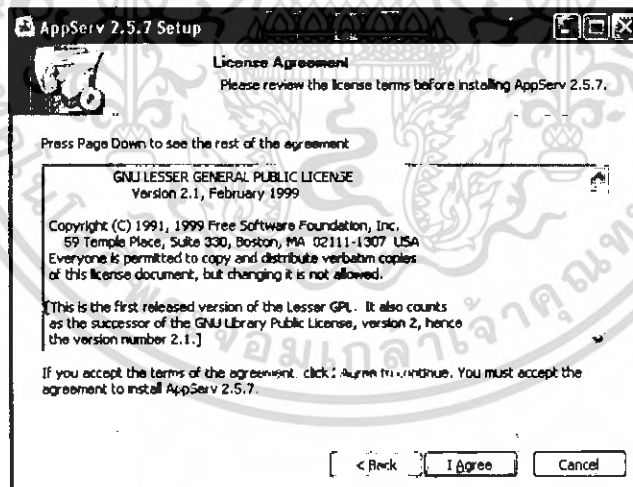 AppServ 2.5.7 Setup
License Agreement
Please review the license terms before installing AppServ 2.5.7.
Press Page Down to see the rest of the agreement
GNU LESSER GENERAL PUBLIC LICENSE
Version 2.1, February 1999
Copyright (C) 1991, 1999 Free Software Foundation, Inc.
59 Temple Place, Suite 330, Boston, MA 02111-1307 USA
Everyone is permitted to copy and distribute verbatim copies
of this license document, but changing it is not allowed.
[This is the first released version of the Lesser GPL. It also counts
as the successor of the GNU Library Public License, version 2, hence
the version number 2.1.]
If you accept the terms of the agreement, click I Agree to continue. You must accept the
agreement to install AppServ 2.5.7.
< Back
I Agree
Cancel